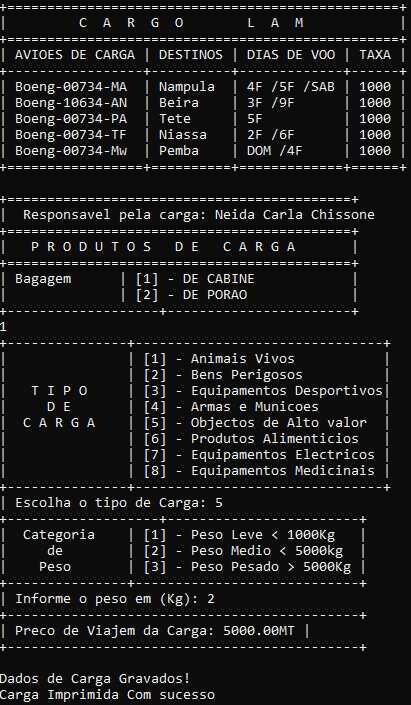 C A R G O L A M
AVIOES DE CARGA | DESTINOS | DIAS DE VOO | TAXA
Boeng-00734-MA | Nampula | 4F /5F /SAB | 1000
Boeng-10634-AN | Beira | 3F /9F | 1000
Boeng-00734-PA | Tete | 5F | 1000
Boeng-00734-TF | Niassa | 2F /6F | 1000
Boeng-00734-Mw | Pemba | DOM /4F | 1000
Responsavel pela carga: Neida Carla Chissone
P R O D U T O S D E C A R G A
Bagagem | [1] - DE CABINE
[2] - DE PORAO
1
[1] - Animais Vivos
[2] - Bens Perigosos
T I P O | [3] - Equipamentos Desportivos
D E | [4] - Armas e Municoes
C A R G A | [5] - Objectos de Alto valor
[6] - Produtos Alimenticios
[7] - Equipamentos Electricos
[8] - Equipamentos Medicinais
Escolha o tipo de Carga: 5
Categoria | [1] - Peso Leve < 1000Kg
de | [2] - Peso Medio < 5000kg
Peso | [3] - Peso Pesado > 5000Kg
Informe o peso em (Kg): 2
Preco de Viajem da Carga: 5000.00MT
Dados de Carga Gravados!
Carga Imprimida Com sucesso